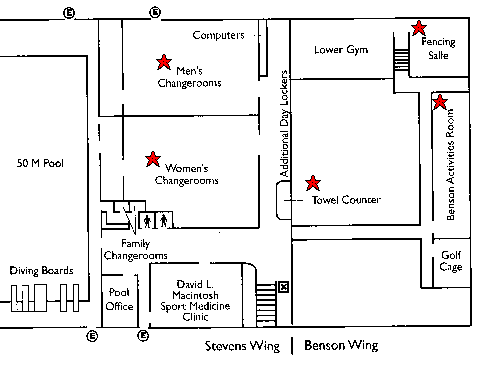 E
E
Computers
Lower Gym
Fencing
Salle
Men's
Changerooms
Additional Day Lockers
50 M Pool
Women's
Changerooms
Towel Counter
Benson Activities Room
Family
Changerooms
Golf
Cage
Diving Boards
Pool
Office
David L.
Macintosh
Sport Medicine
Clinic
E
E
Stevens Wing | Benson Wing